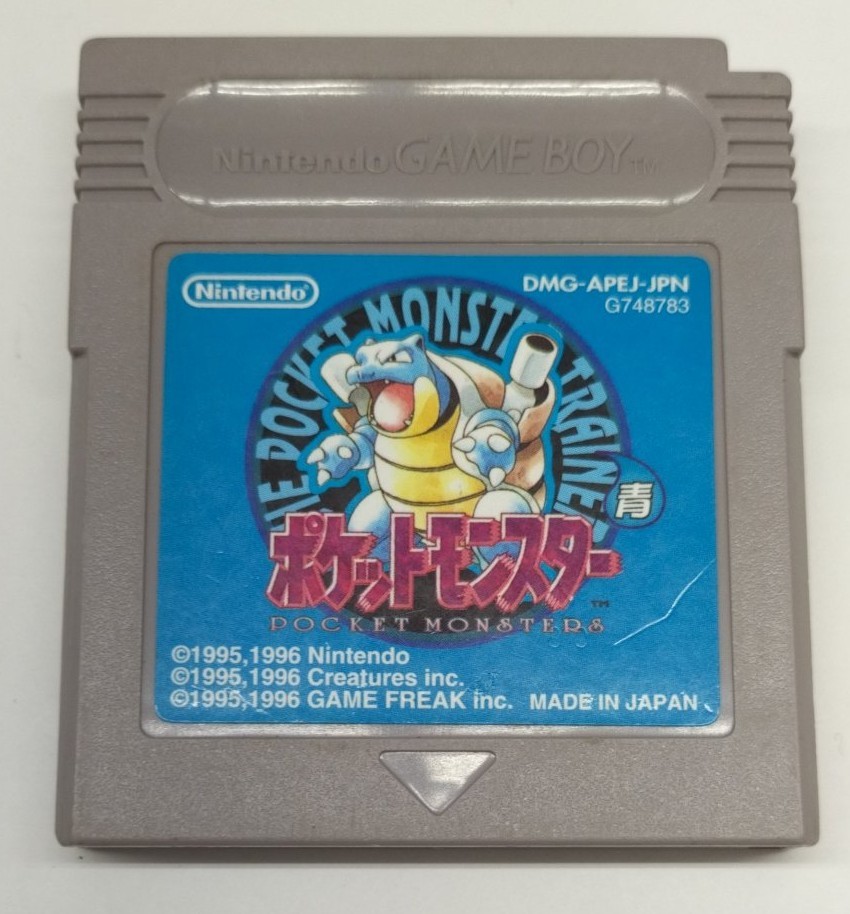 Nintendo GAME BOY TM
Nintendo®
DMG-APEJ-JPN
G748783
POCKET MONSTER TRAINER
青
ポケットモンスター
TM
POCKET MONSTERS
©1995,1996 Nintendo
©1995,1996 Creatures inc.
©1995,1996 GAME FREAK inc. MADE IN JAPAN